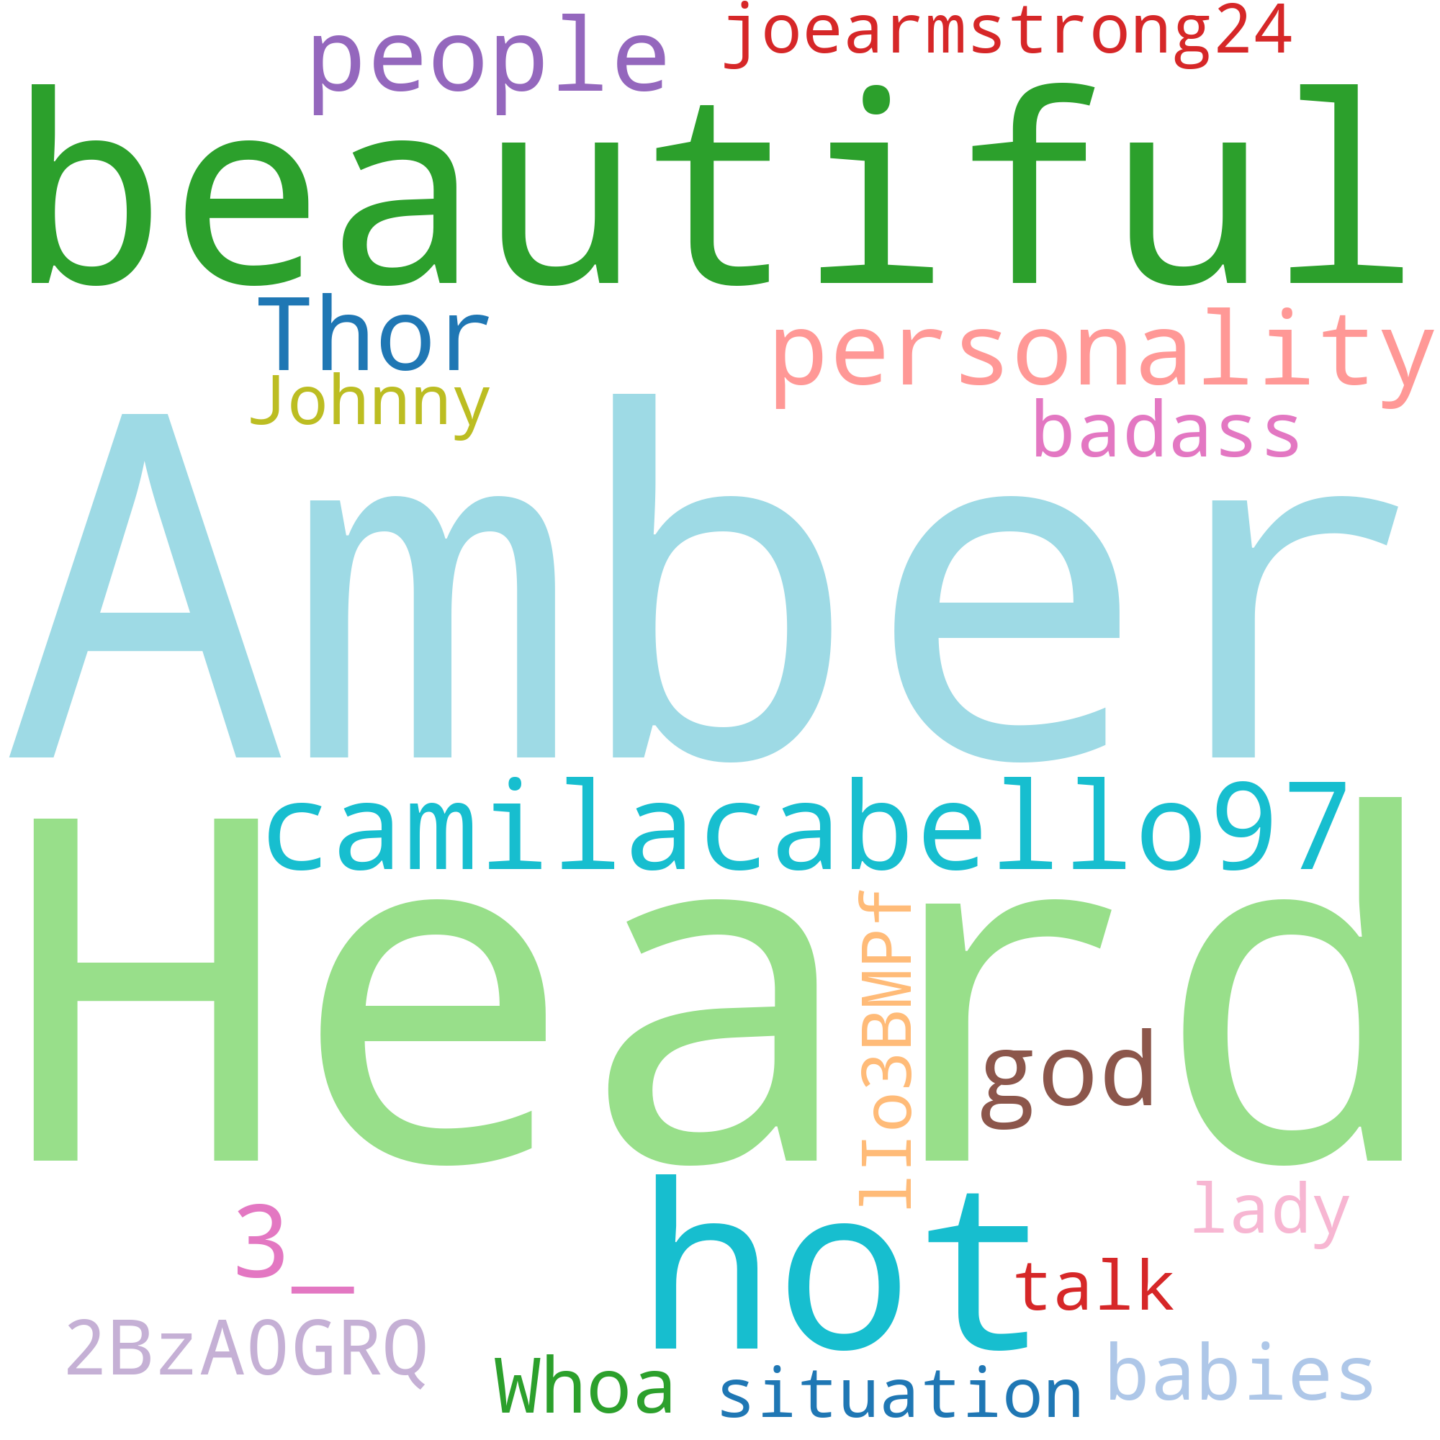 people
joearmstrong24
beautiful
Thor
personality
Johnny
badass
Amber
camilacabello97
Heard
lIo3BMPf
god
hot
3_
lady
talk
2BzAOGRQ
Whoa
situation
babies